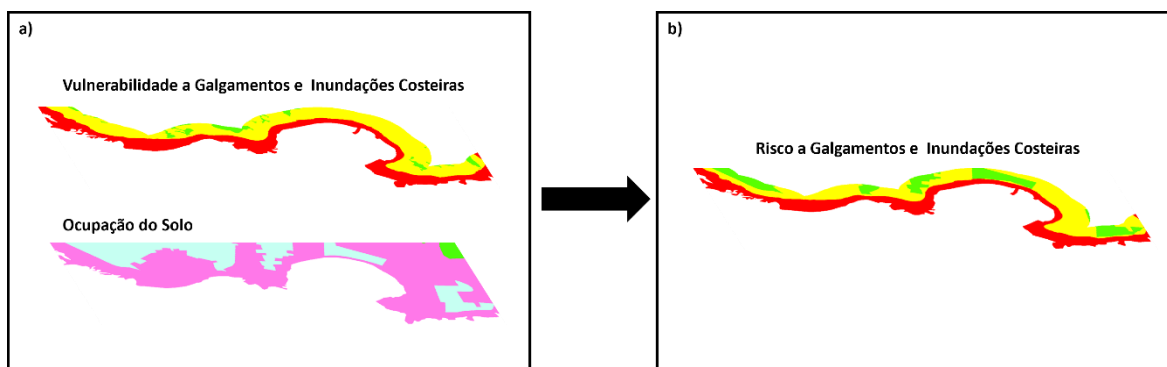 a)
Vulnerabilidade a Galgamentos e Inundações Costeiras
Ocupação do Solo
b)
Risco a Galgamentos e Inundações Costeiras